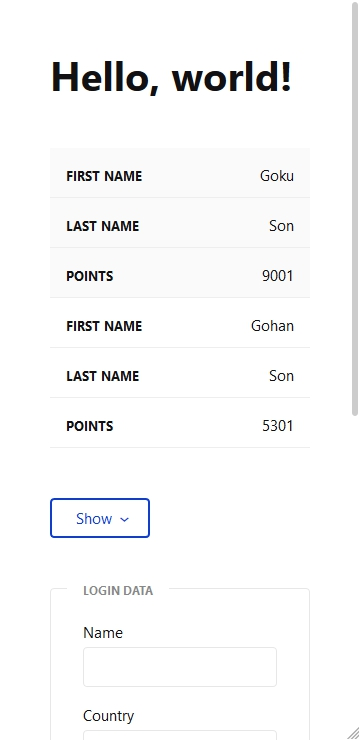 Hello, world!
FIRST NAME Goku
LAST NAME Son
POINTS 9001
FIRST NAME Gohan
LAST NAME Son
POINTS 5301
Show
LOGIN DATA
Name
Country